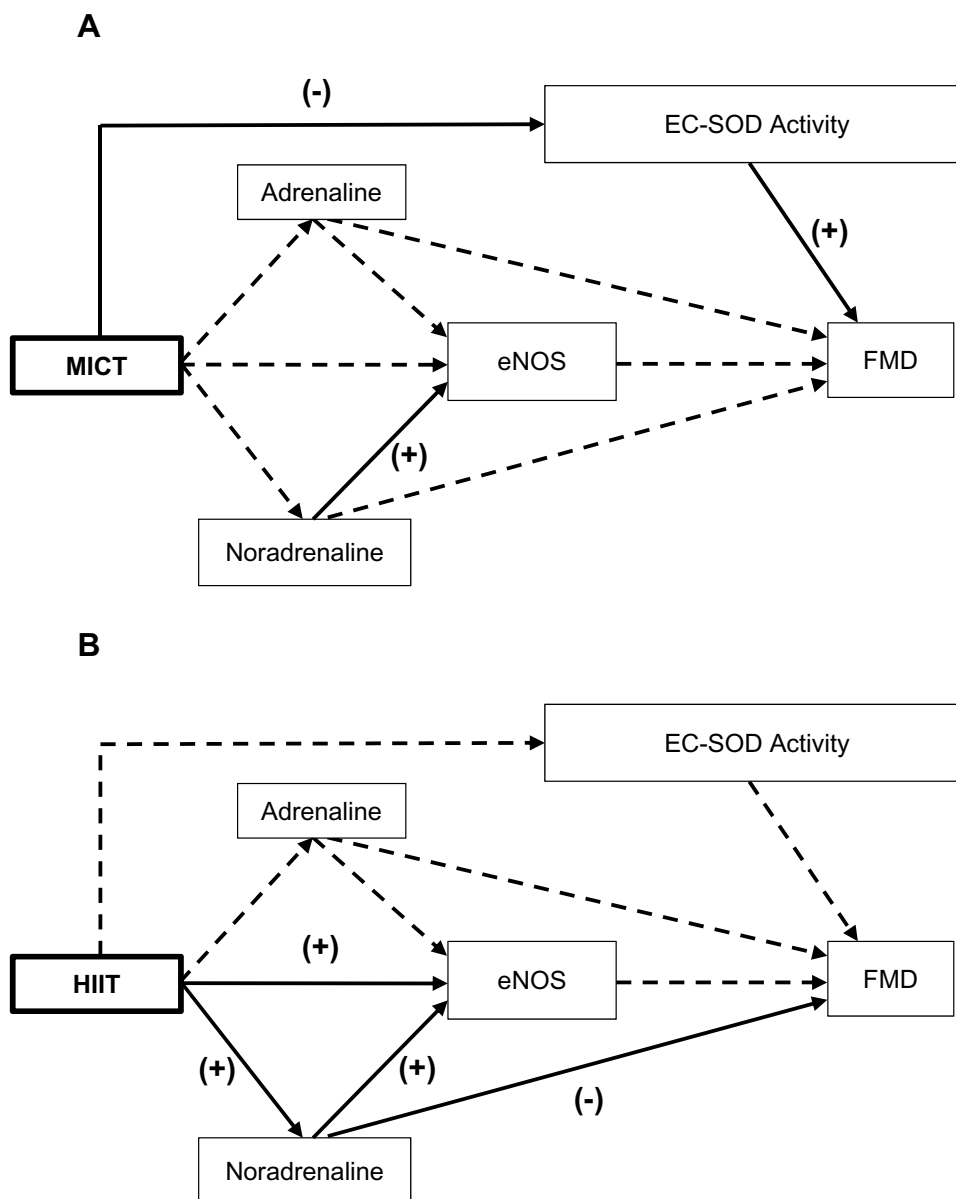 A
(-)
EC-SOD Activity
Adrenaline
(+)
MICT
eNOS
FMD
(+)
Noradrenaline
B
EC-SOD Activity
Adrenaline
(+)
HIIT
eNOS
FMD
(+)
(+)
(-)
Noradrenaline